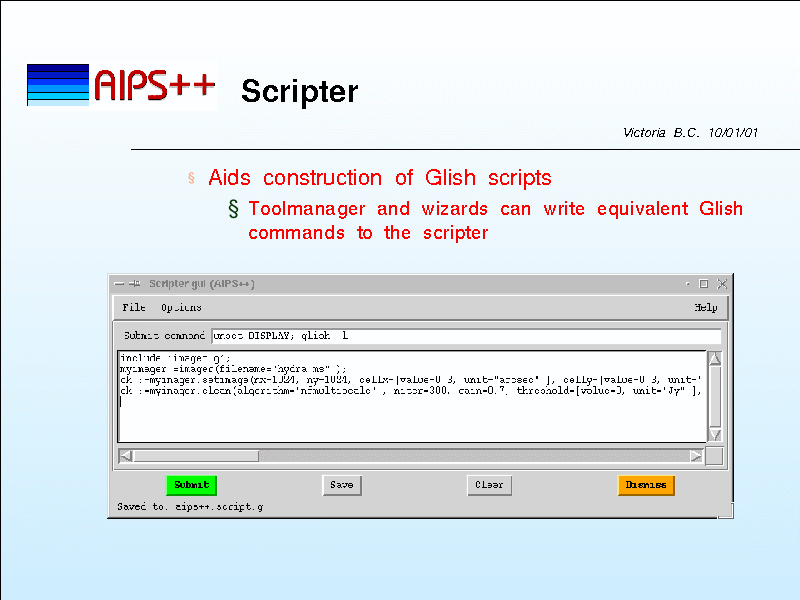 AIPS++ Scripter
Victoria B.C. 10/01/01
§ Aids construction of Glish scripts
§ Toolmanager and wizards can write equivalent Glish
commands to the scripter
Scripter gui (AIPS++)
File Options Help
Submit command unset DISPLAY; glish -l
include 'imager.g';
myimager:=imager(filename='hydra.ms' );
ok :=myimager.setimage(nx=1024, ny=1024, cellx=[value=0.3, unit="arcsec" ], celly=[value=0.3, unit='
ok :=myimager.clean(algorithm='nfmultiscale' , niter=300, gain=0.7, threshold=[value=0, unit='Jy" ],
Submit Save Clear Dismiss
Saved to: aips++.script.g